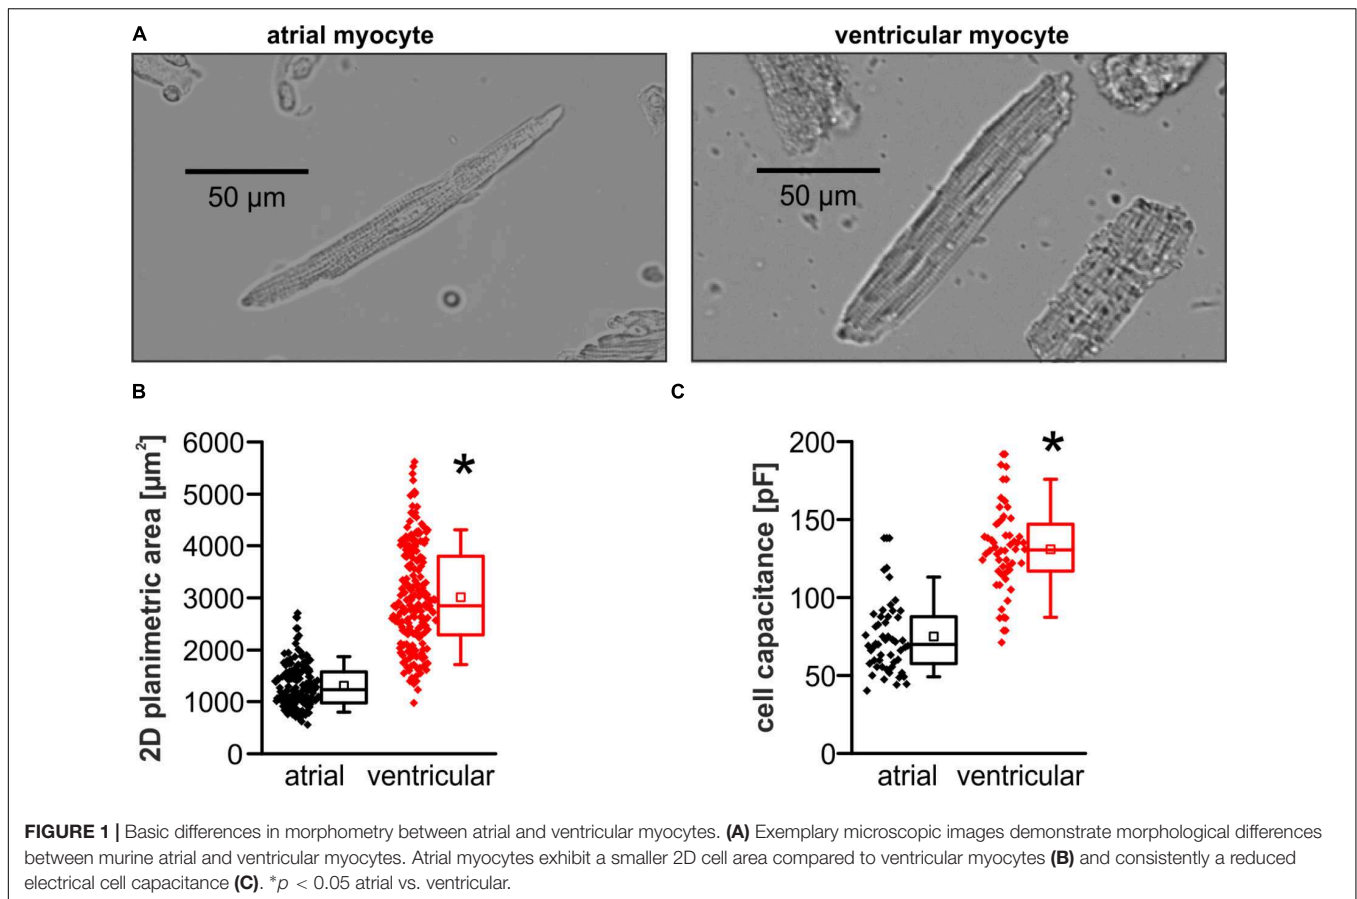 A
atrial myocyte
ventricular myocyte
50 µm
50 µm
B
C
2D planimetric area [µm²]
6000
5000
4000
3000
2000
1000
0
atrial
ventricular
*
cell capacitance [pF]
200
150
100
50
0
atrial
ventricular
*
FIGURE 1 | Basic differences in morphometry between atrial and ventricular myocytes. (A) Exemplary microscopic images demonstrate morphological differences
between murine atrial and ventricular myocytes. Atrial myocytes exhibit a smaller 2D cell area compared to ventricular myocytes (B) and consistently a reduced
electrical cell capacitance (C). *p < 0.05 atrial vs. ventricular.